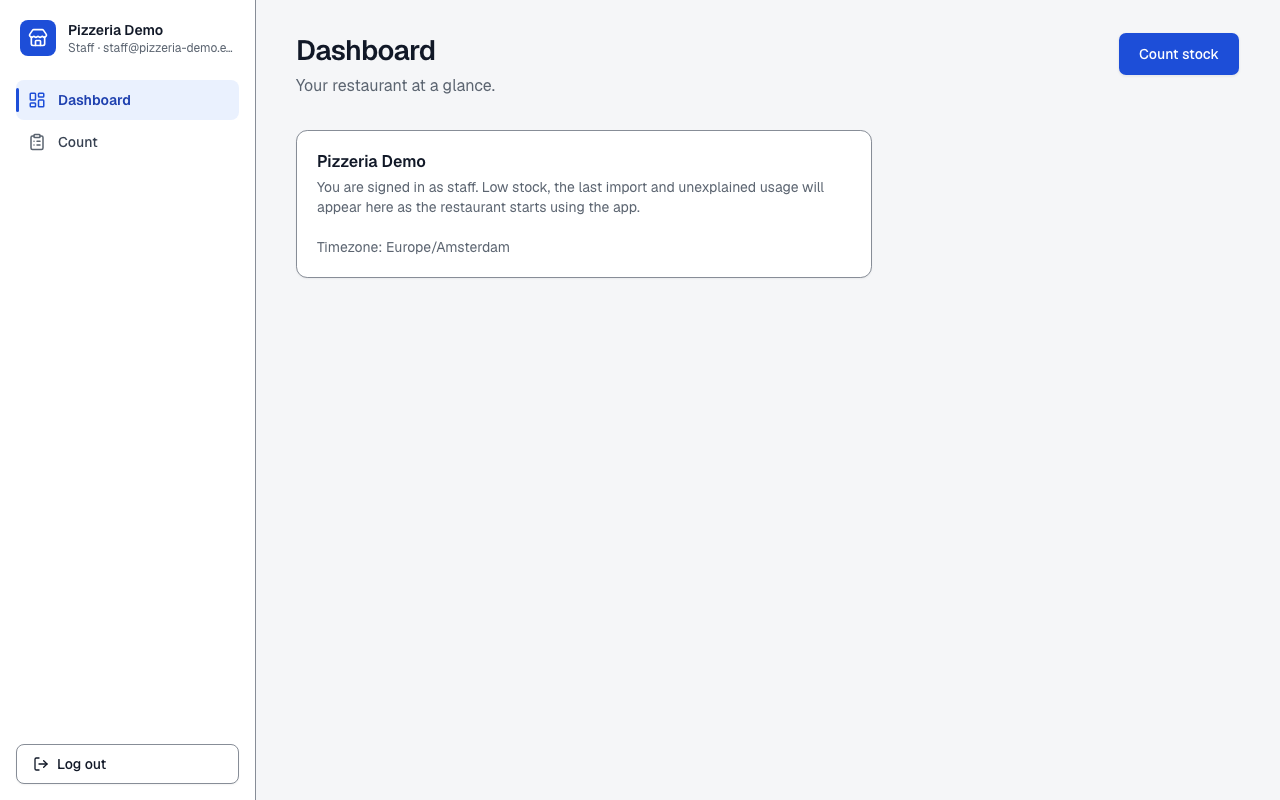 Pizzeria Demo
Staff · staff@pizzeria-demo.e...
Dashboard
Count
Log out
Dashboard
Your restaurant at a glance.
Count stock
Pizzeria Demo
You are signed in as staff. Low stock, the last import and unexplained usage will
appear here as the restaurant starts using the app.
Timezone: Europe/Amsterdam